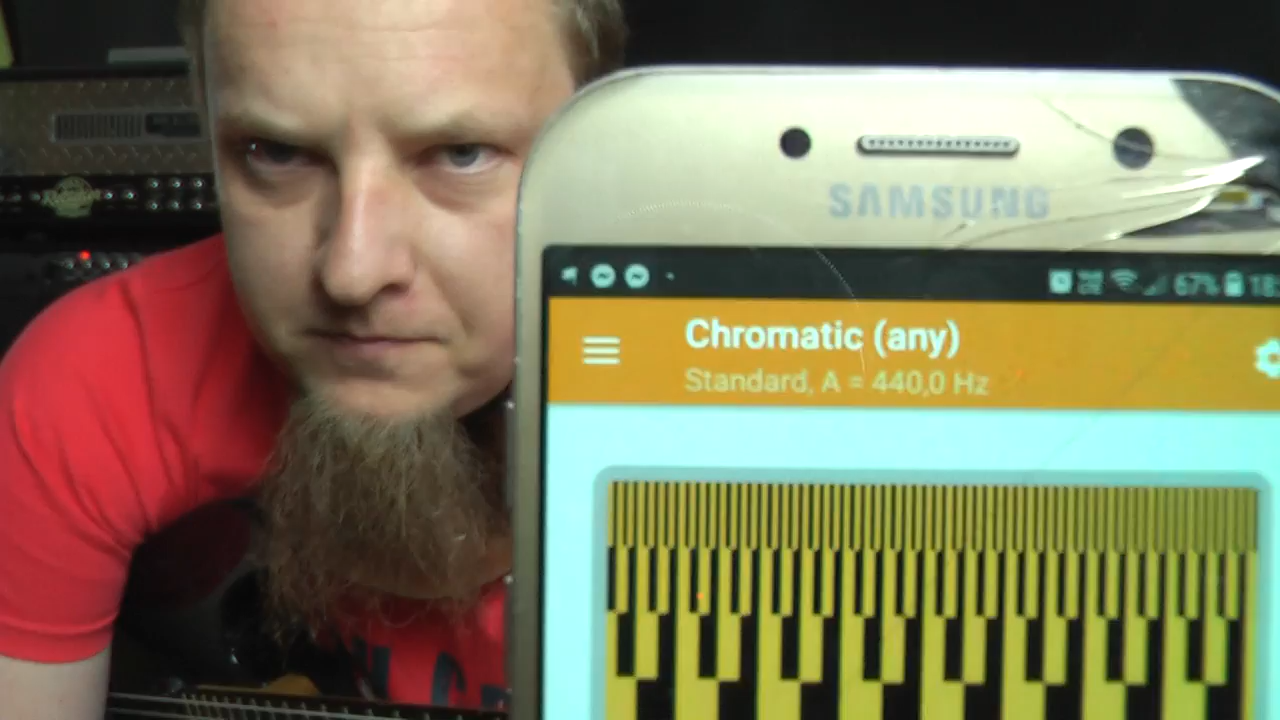 SAMSUNG
67%
Chromatic (any)
Standard, A = 440,0 Hz